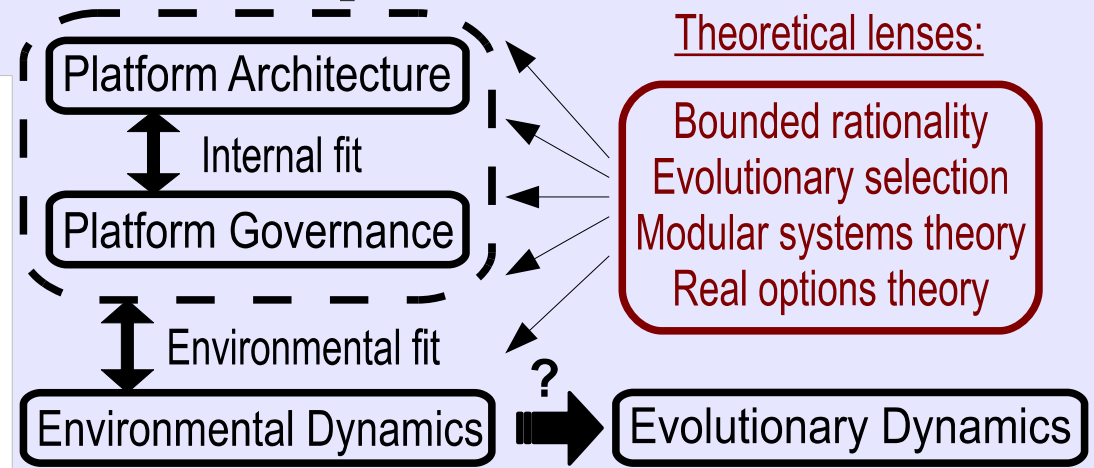 Platform Architecture
Internal fit
Platform Governance
Environmental fit
Environmental Dynamics
Theoretical lenses:
Bounded rationality
Evolutionary selection
Modular systems theory
Real options theory
?
Evolutionary Dynamics